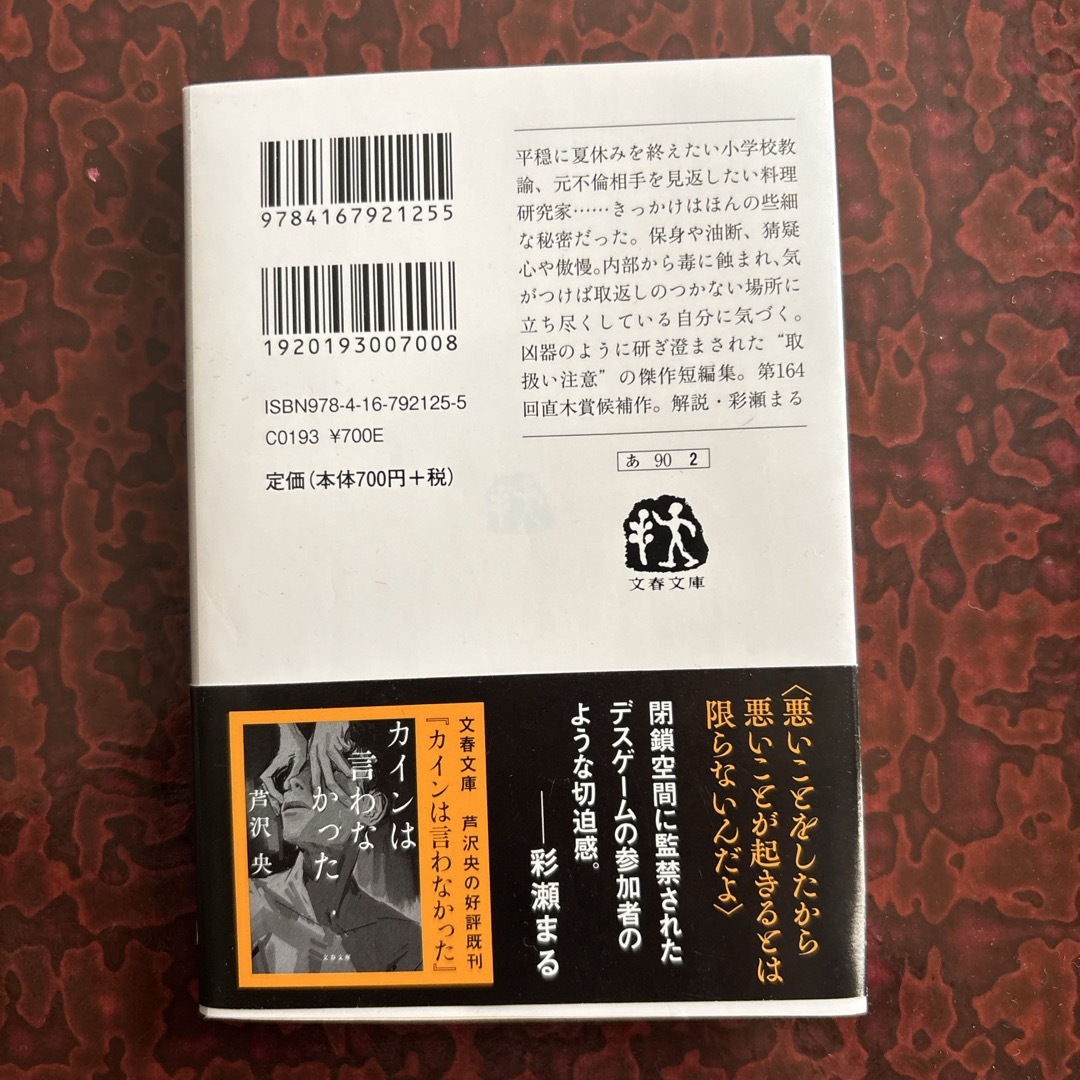 9784167921255
1920193007008
ISBN978-4-16-792125-5
C0193 ¥700E
定価（本体700円＋税）
平穏に夏休みを終えたい小学校教
諭、元不倫相手を見返したい料理
研究家……きっかけはほんの些細
な秘密だった。保身や油断、猜疑
心や傲慢。内部から毒に蝕まれ、気
がつけば取返しのつかない場所に
立ち尽くしている自分に気づく。
凶器のように研ぎ澄まされた“取
扱い注意”の傑作短編集。第164
回直木賞候補作。解説・彩瀬まる
あ 90 2
文春文庫
〈悪いことをしたから
悪いことが起きるとは
限らないんだよ〉
閉鎖空間に監禁された
デスゲームの参加者の
ような切迫感。
——彩瀬まる
文春文庫 芦沢央の好評既刊
『カインは言わなかった』
カインは
言わな
かった
芦沢 央
文春文庫